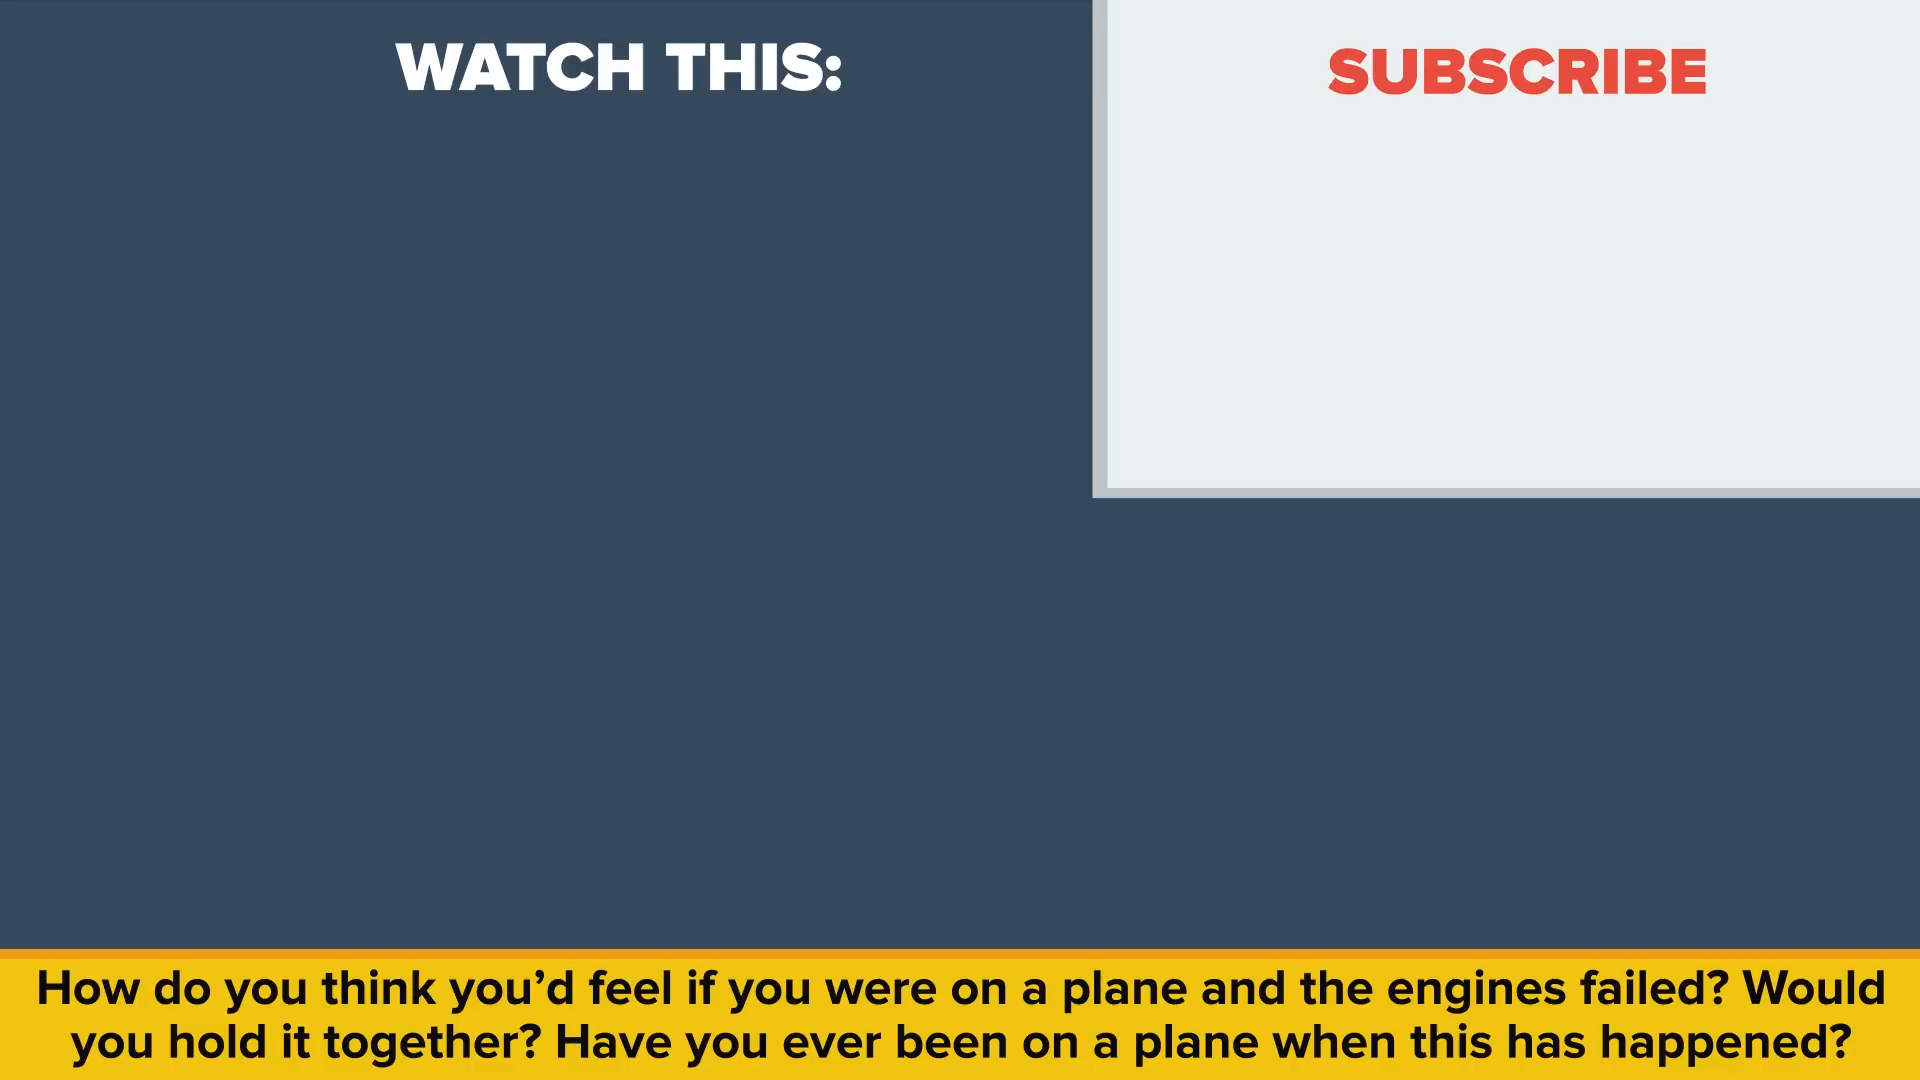 WATCH THIS:
SUBSCRIBE
How do you think you’d feel if you were on a plane and the engines failed? Would
you hold it together? Have you ever been on a plane when this has happened?